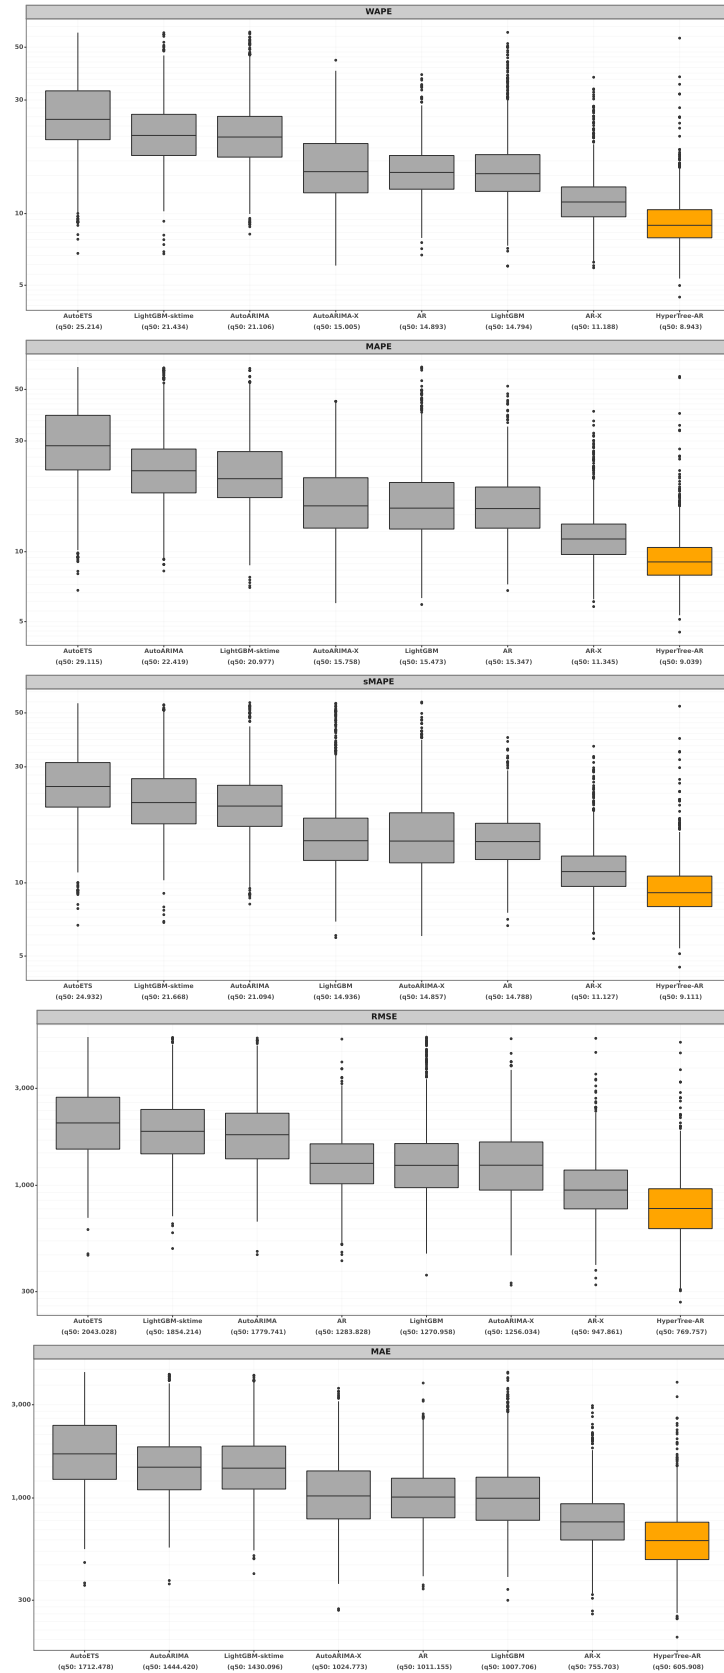 WAPE
50
30
10
5
AutoETS LightGBM-sktime AutoARIMA AutoARIMA-X AR LightGBM AR-X HyperTree-AR
(q50: 25.214) (q50: 21.434) (q50: 21.106) (q50: 15.005) (q50: 14.893) (q50: 14.794) (q50: 11.188) (q50: 8.943)
MAPE
50
30
10
5
AutoETS AutoARIMA LightGBM-sktime AutoARIMA-X LightGBM AR AR-X HyperTree-AR
(q50: 29.115) (q50: 22.419) (q50: 20.977) (q50: 15.758) (q50: 15.473) (q50: 15.347) (q50: 11.345) (q50: 9.039)
sMAPE
50
30
10
5
AutoETS LightGBM-sktime AutoARIMA LightGBM AutoARIMA-X AR AR-X HyperTree-AR
(q50: 24.932) (q50: 21.668) (q50: 21.094) (q50: 14.936) (q50: 14.857) (q50: 14.788) (q50: 11.127) (q50: 9.111)
RMSE
3,000
1,000
300
AutoETS LightGBM-sktime AutoARIMA AR LightGBM AutoARIMA-X AR-X HyperTree-AR
(q50: 2043.028) (q50: 1854.214) (q50: 1779.741) (q50: 1283.828) (q50: 1270.958) (q50: 1256.034) (q50: 947.861) (q50: 769.757)
MAE
3,000
1,000
300
AutoETS AutoARIMA LightGBM-sktime AutoARIMA-X AR LightGBM AR-X HyperTree-AR
(q50: 1712.478) (q50: 1444.420) (q50: 1430.096) (q50: 1024.773) (q50: 1011.155) (q50: 1007.706) (q50: 755.703) (q50: 605.908)